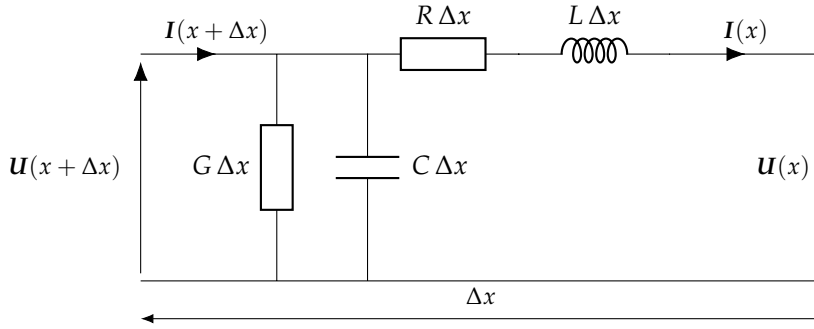 I(x + Δx)
R Δx
L Δx
I(x)
U(x + Δx)
G Δx
C Δx
U(x)
Δx